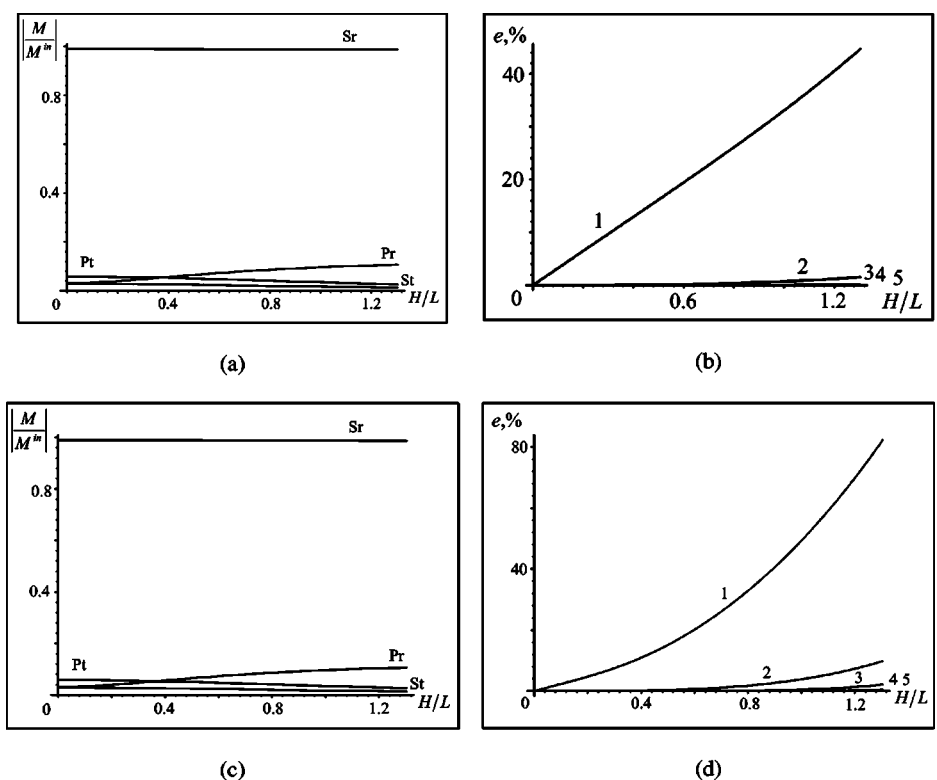 |M/M^in| Sr
0.8
0.4
Pt Pr
St
0 0.4 0.8 1.2 H/L
(a)
e,%
40
20
1
2 34 5
0 0.6 1.2 H/L
(b)
|M/M^in| Sr
0.8
0.4
Pt Pr
St
0 0.4 0.8 1.2 H/L
(c)
e,%
80
40
1
2 3 4 5
0 0.4 0.8 1.2 H/L
(d)